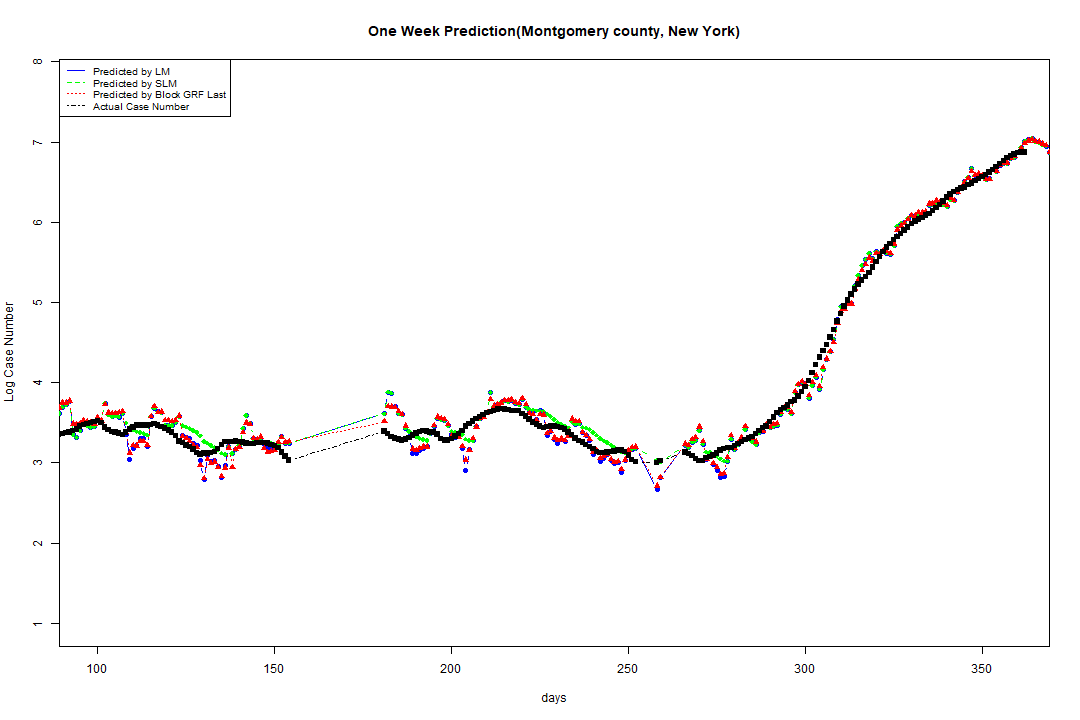 One Week Prediction(Montgomery county, New York)
Predicted by LM
Predicted by SLM
Predicted by Block GRF Last
Actual Case Number
8
7
6
5
4
3
2
1
Log Case Number
100 150 200 250 300 350
days